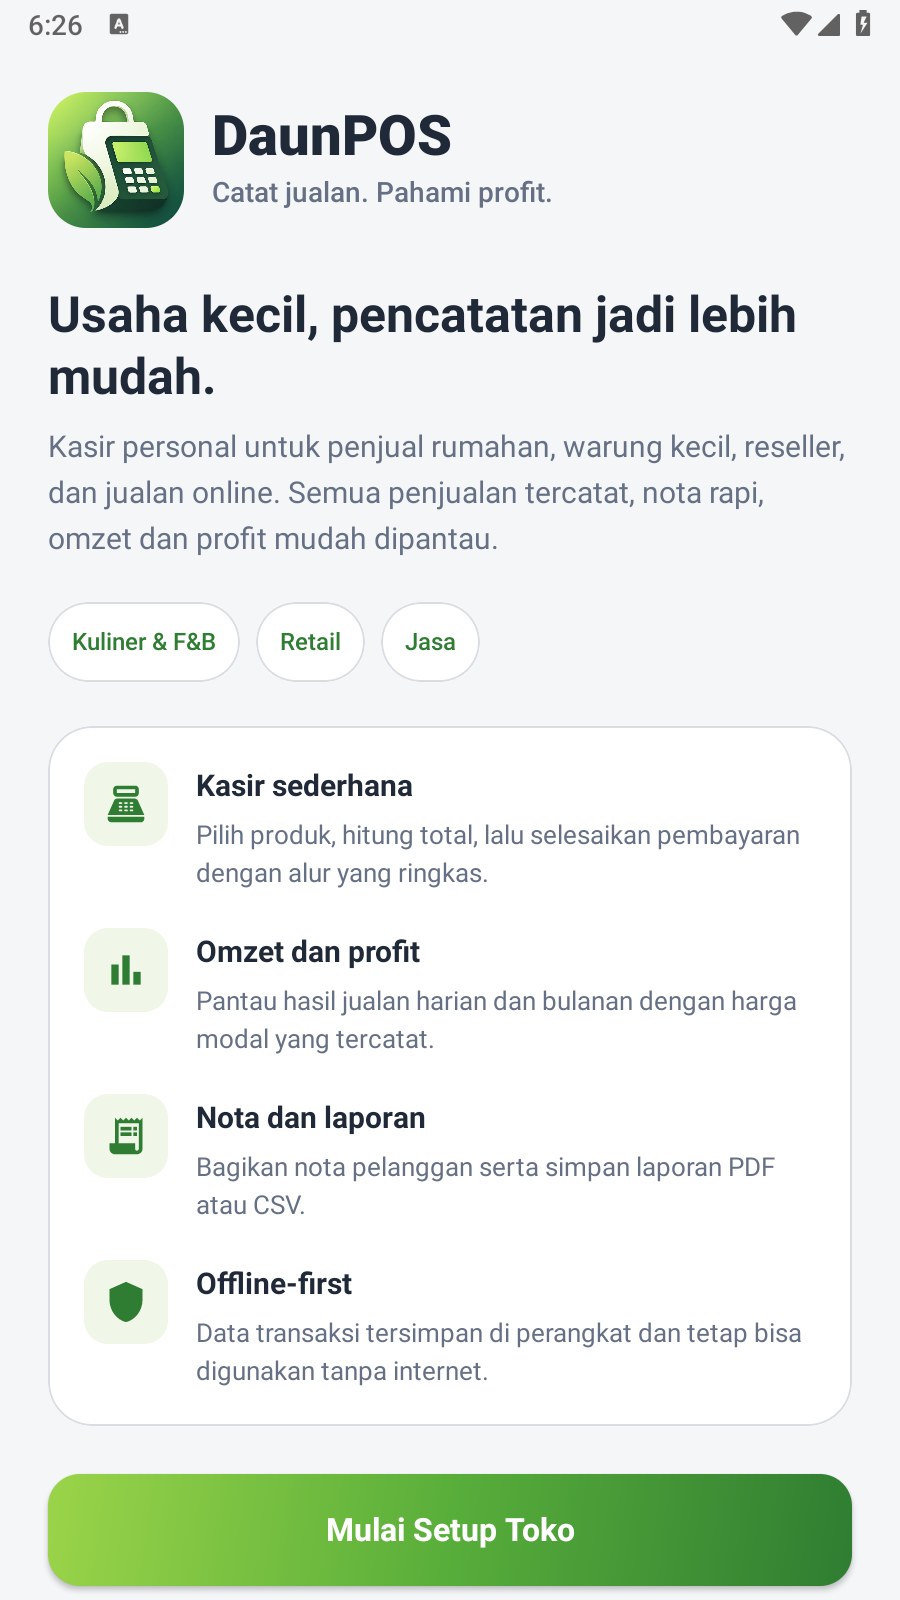 6:26
DaunPOS
Catat jualan. Pahami profit.
Usaha kecil, pencatatan jadi lebih
mudah.
Kasir personal untuk penjual rumahan, warung kecil, reseller,
dan jualan online. Semua penjualan tercatat, nota rapi,
omzet dan profit mudah dipantau.
Kuliner & F&B
Retail
Jasa
Kasir sederhana
Pilih produk, hitung total, lalu selesaikan pembayaran
dengan alur yang ringkas.
Omzet dan profit
Pantau hasil jualan harian dan bulanan dengan harga
modal yang tercatat.
Nota dan laporan
Bagikan nota pelanggan serta simpan laporan PDF
atau CSV.
Offline-first
Data transaksi tersimpan di perangkat dan tetap bisa
digunakan tanpa internet.
Mulai Setup Toko